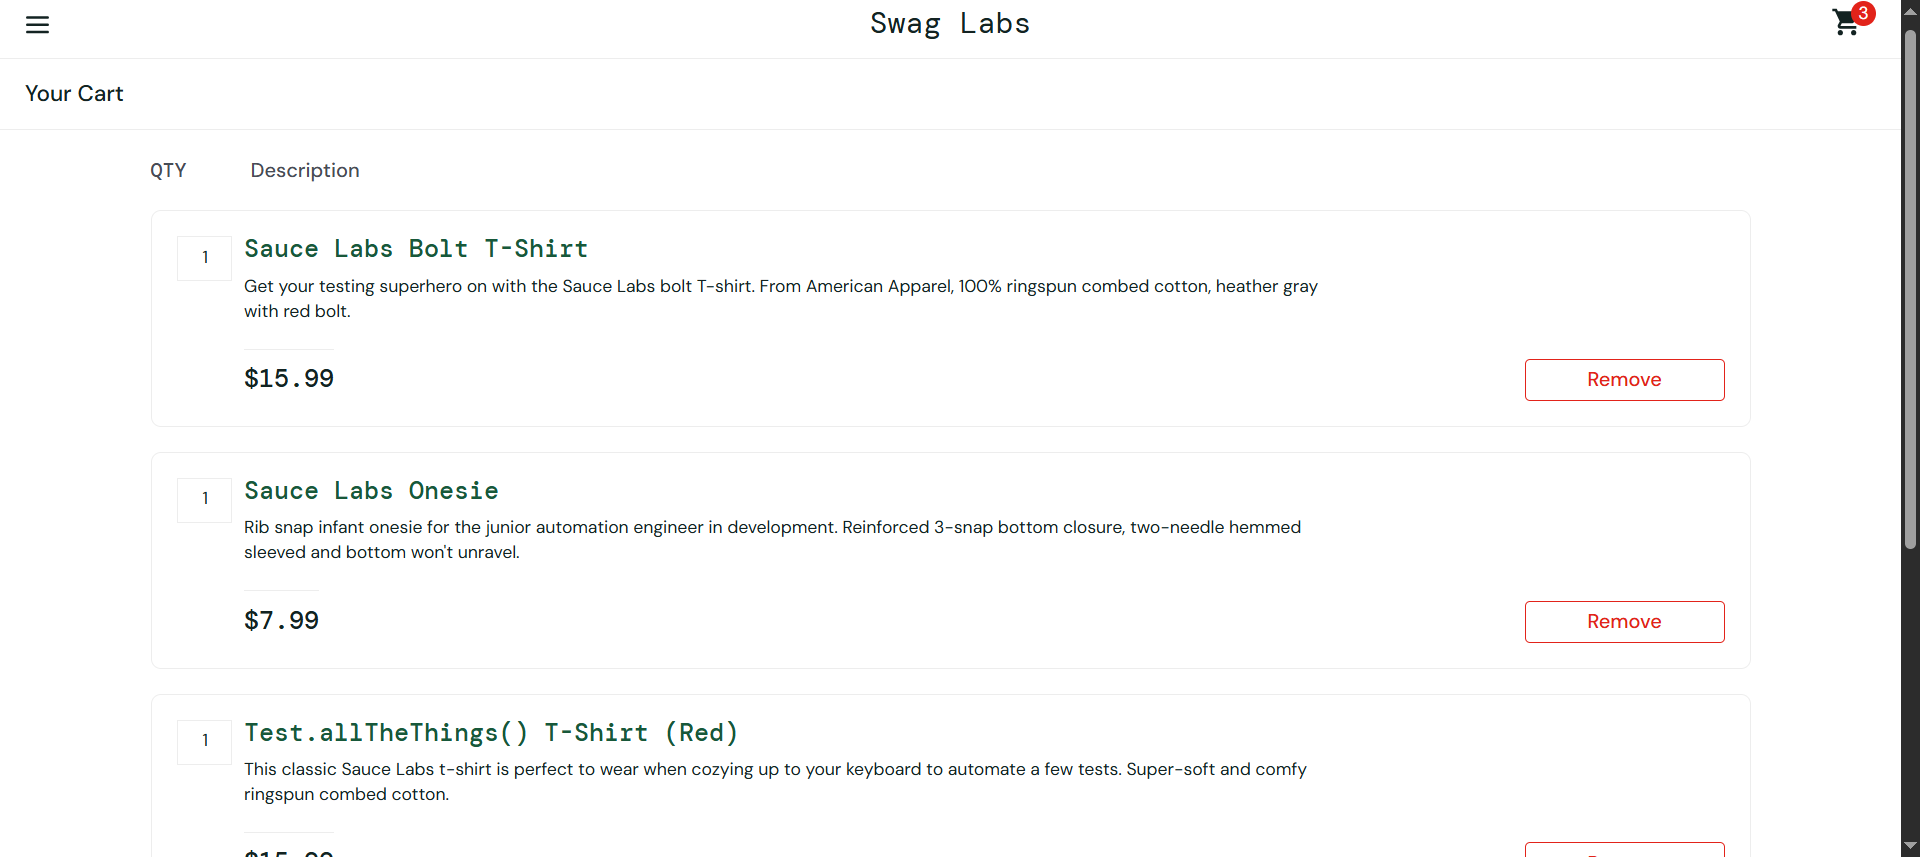 Swag Labs
3
Your Cart
QTY Description
1
Sauce Labs Bolt T-Shirt
Get your testing superhero on with the Sauce Labs bolt T-shirt. From American Apparel, 100% ringspun combed cotton, heather gray
with red bolt.
$15.99
Remove
1
Sauce Labs Onesie
Rib snap infant onesie for the junior automation engineer in development. Reinforced 3-snap bottom closure, two-needle hemmed
sleeved and bottom won't unravel.
$7.99
Remove
1
Test.allTheThings() T-Shirt (Red)
This classic Sauce Labs t-shirt is perfect to wear when cozying up to your keyboard to automate a few tests. Super-soft and comfy
ringspun combed cotton.
$15.99